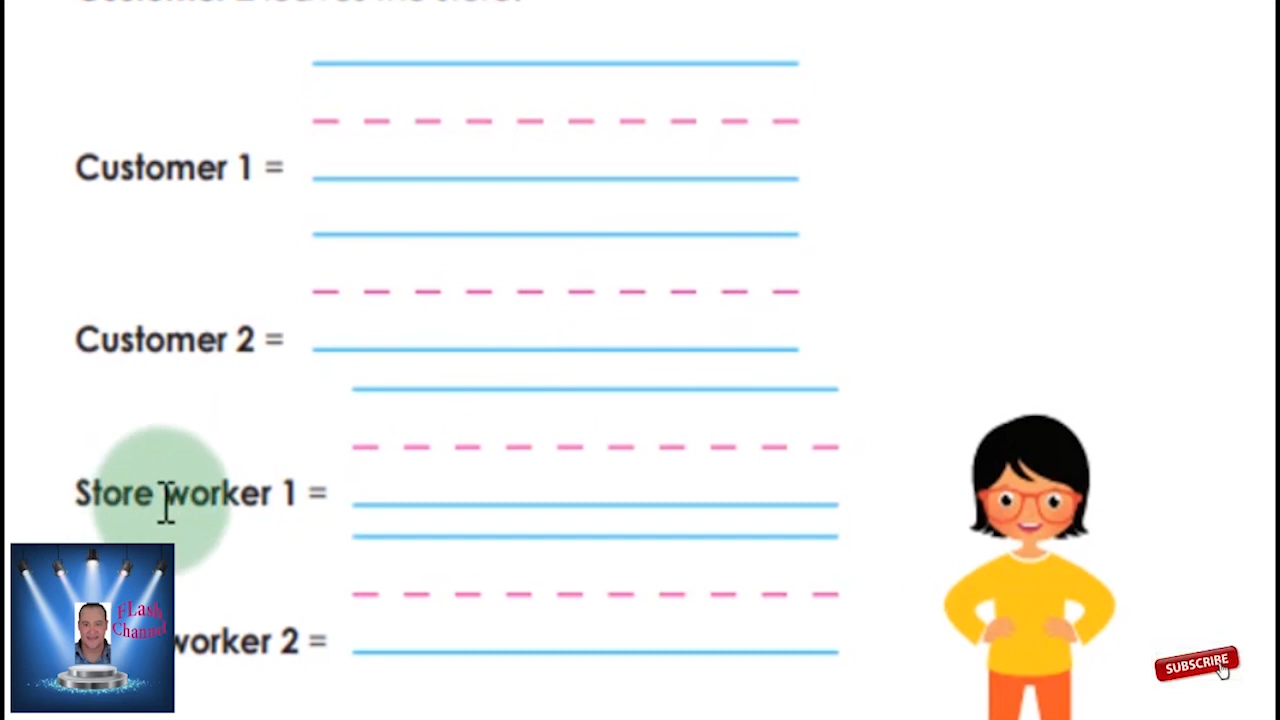 Customer 1 =
Customer 2 =
Store worker 1 =
worker 2 =
FLash
Channel
SUBSCRIBE